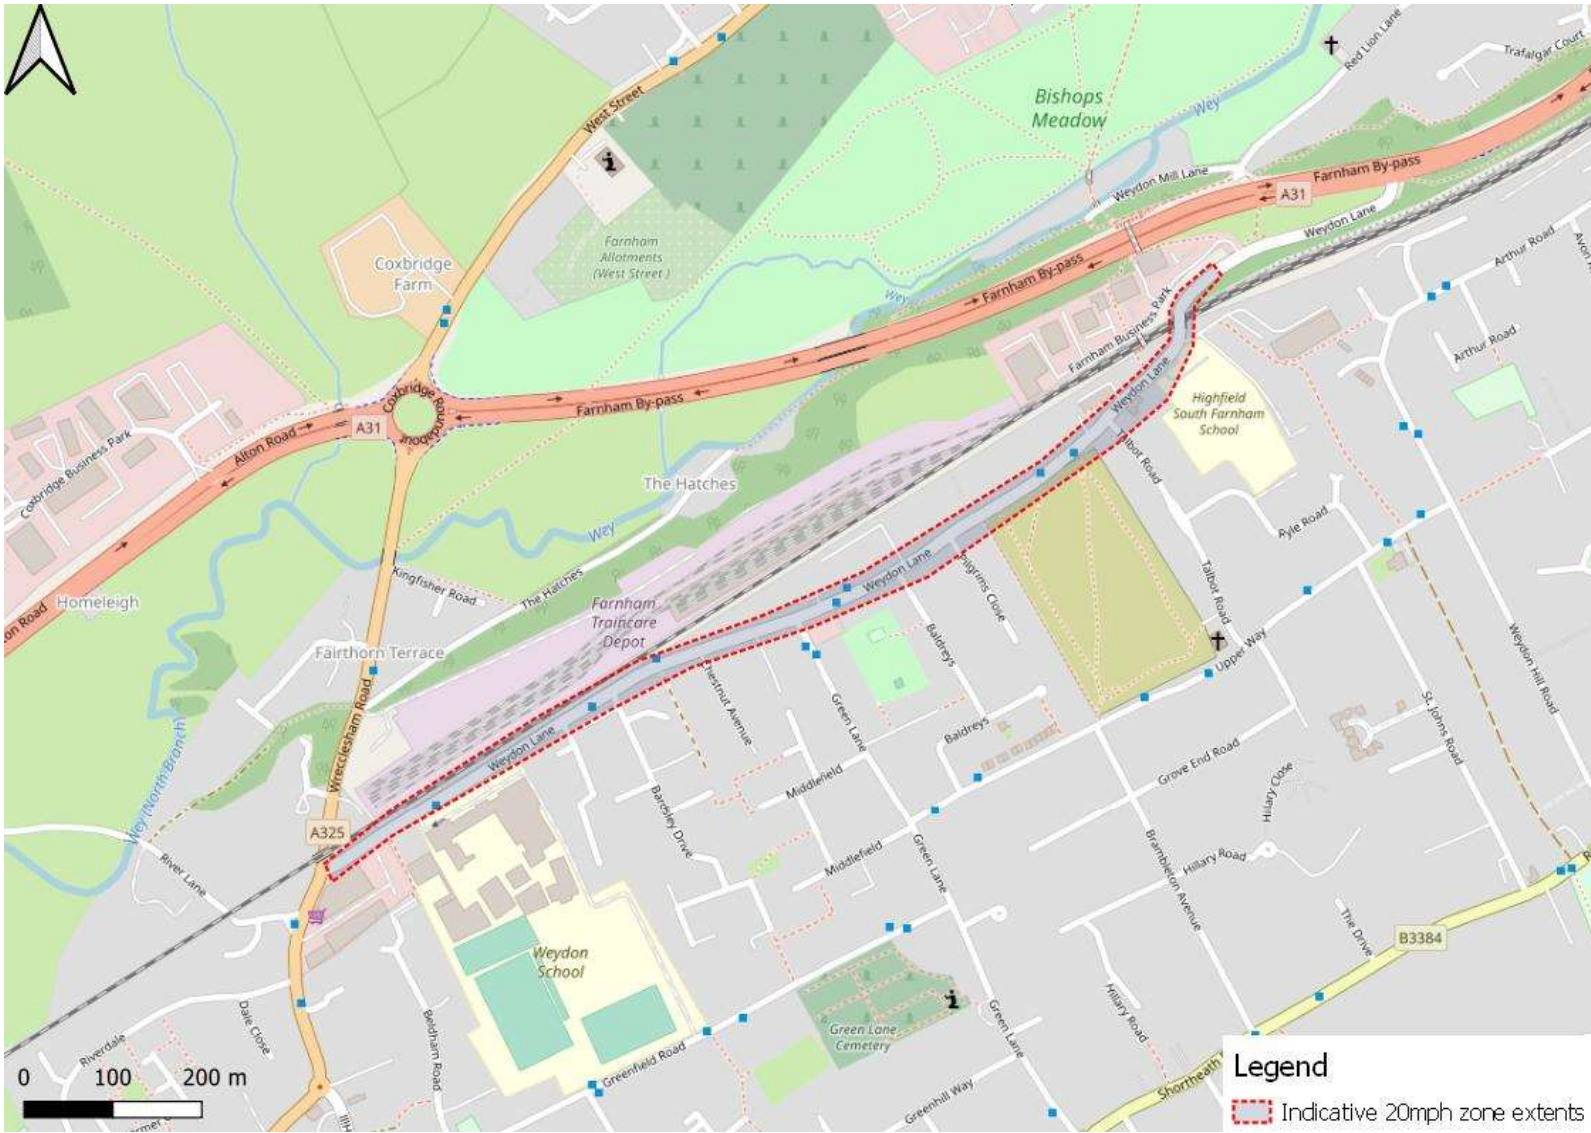 West Street
Bishops
Meadow
Wey
Red Lion Lane
Trafalgar Court
Farnham
Allotments
(West Street )
Coxbridge
Farm
Weydon Mill Lane
Farnham By-pass
A31
Weydon Lane
Arthur Road
Farnham By-pass
Wey
Farnham Business Park
Arthur Road
Coxbridge Roundabout
A31
Alton Road
Farnham By-pass
Weydon Lane
Highfield
South Farnham
School
Coxbridge Business Park
The Hatches
Talbot Road
Wey
Ryle Road
Kingfisher Road
The Hatches
Weydon Lane
Pilgrims Close
Talbot Road
Homeleigh
Farnham
Traincare
Depot
Fairthorn Terrace
Baldreys
Upper Way
Weydon Hill Road
Wrecclesham Road
Chestnut Avenue
Green Lane
St. Johns Road
Wey (North Branch)
Weydon Lane
Baldreys
Grove End Road
Middlefield
Hilary Close
A325
Bardsley Drive
Middlefield
Green Lane
Brambleton Avenue
Hillary Road
River Lane
The Drive
B3384
Weydon
School
Dale Close
Beldham Road
Riverdale
Green Lane
Cemetery
Green Lane
Hillary Road
Greenfield Road
Greenhill Way
Shortheath
0 100 200 m
Legend
Indicative 20mph zone extents